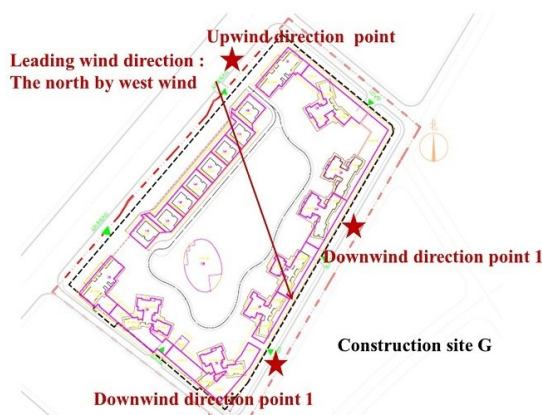 Upwind direction point
Leading wind direction :
The north by west wind
北
Downwind direction point 1
Construction site G
Downwind direction point 1